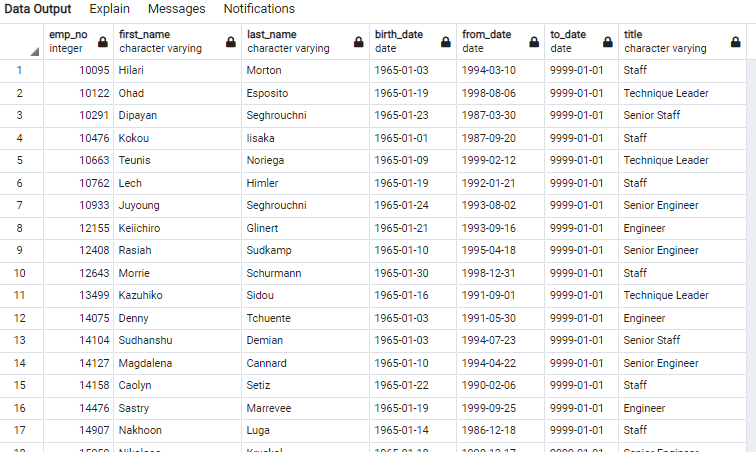 Data Output Explain Messages Notifications
emp_no first_name last_name birth_date from_date to_date title
integer character varying character varying date date date character varying
1 10095 Hilari Morton 1965-01-03 1994-03-10 9999-01-01 Staff
2 10122 Ohad Esposito 1965-01-19 1998-08-06 9999-01-01 Technique Leader
3 10291 Dipayan Seghrouchni 1965-01-23 1987-03-30 9999-01-01 Senior Staff
4 10476 Kokou Iisaka 1965-01-01 1987-09-20 9999-01-01 Staff
5 10663 Teunis Noriega 1965-01-09 1999-02-12 9999-01-01 Technique Leader
6 10762 Lech Himler 1965-01-19 1992-01-21 9999-01-01 Staff
7 10933 Juyoung Seghrouchni 1965-01-24 1993-08-02 9999-01-01 Senior Engineer
8 12155 Keiichiro Glinert 1965-01-21 1993-09-16 9999-01-01 Engineer
9 12408 Rasiah Sudkamp 1965-01-10 1995-04-18 9999-01-01 Senior Engineer
10 12643 Morrie Schurmann 1965-01-30 1998-12-31 9999-01-01 Staff
11 13499 Kazuhiko Sidou 1965-01-16 1991-09-01 9999-01-01 Technique Leader
12 14075 Denny Tchuente 1965-01-03 1991-05-30 9999-01-01 Engineer
13 14104 Sudhanshu Demian 1965-01-03 1994-07-23 9999-01-01 Senior Staff
14 14127 Magdalena Cannard 1965-01-10 1994-04-22 9999-01-01 Senior Engineer
15 14158 Caolyn Setiz 1965-01-22 1990-02-06 9999-01-01 Staff
16 14476 Sastry Marrevee 1965-01-19 1999-09-25 9999-01-01 Engineer
17 14907 Nakhoon Luga 1965-01-14 1986-12-18 9999-01-01 Staff